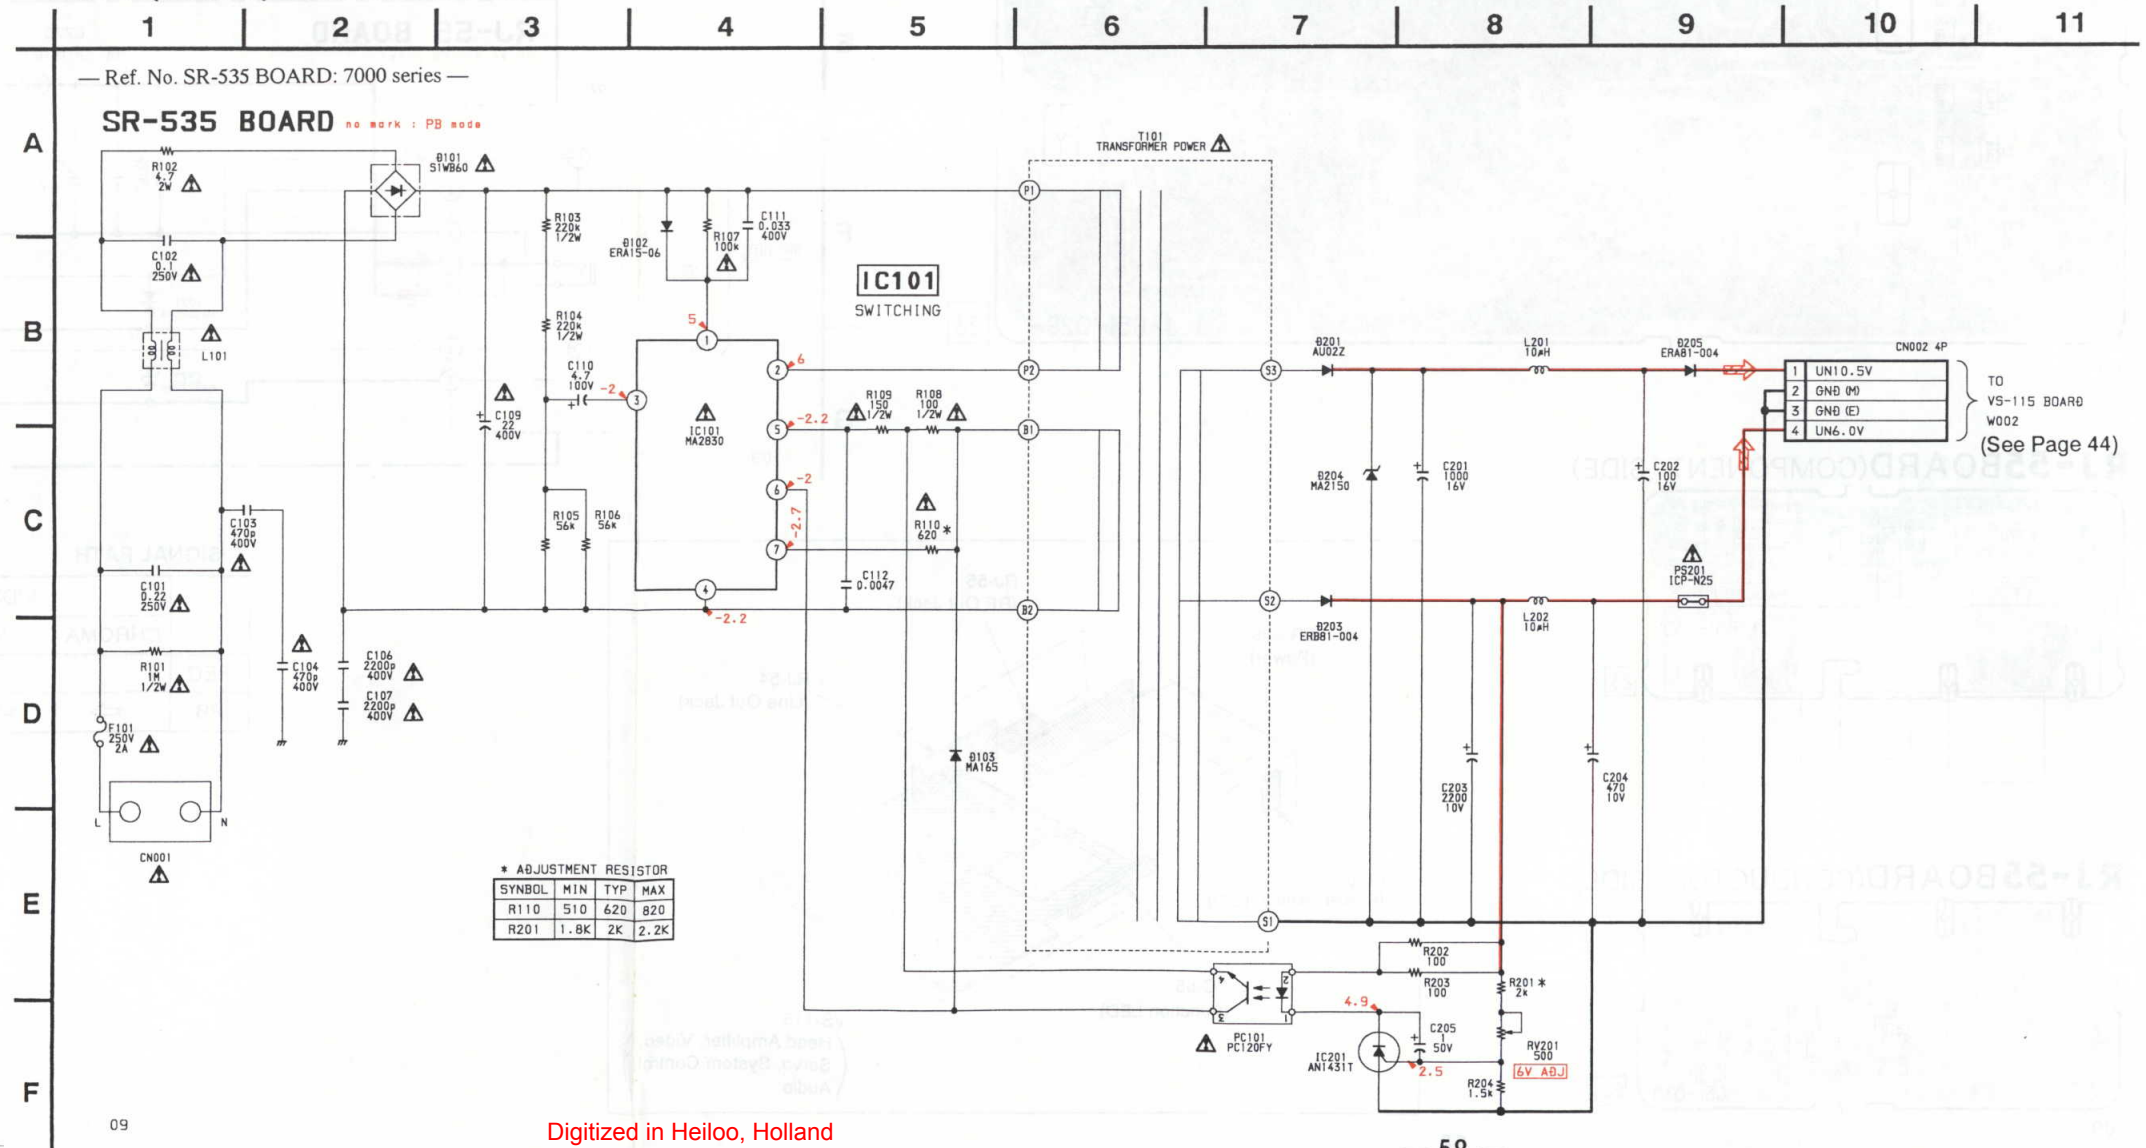 1 2 3 4 5 6 7 8 9 10 11
— Ref. No. SR-535 BOARD: 7000 series —
SR-535 BOARD no mark : PB mode
A
B
C
D
E
F
R102
4.7
2W
D101
S1WB60
C102
0.1
250V
L101
C103
470p
400V
C101
0.22
250V
R101
1M
1/2W
C104
470p
400V
C106
2200p
400V
C107
2200p
400V
F101
250V
2A
L
N
CN001
R103
220k
1/2W
R104
220k
1/2W
C110
4.7
100V
+
C109
22
400V
+
R105
56k
R106
56k
D102
ERA15-06
R107
100k
C111
0.033
400V
IC101
SWITCHING
5
1
2
6
-2
3
IC101
MA2830
5
-2.2
6
-2
-2.7
7
4
-2.2
R109
150
1/2W
R108
100
1/2W
R110 *
620
C112
0.0047
D103
MA165
* ADJUSTMENT RESISTOR
SYNBOL MIN TYP MAX
R110 510 620 820
R201 1.8K 2K 2.2K
T101
TRANSFORMER POWER
P1
P2
B1
B2
S3
S2
S1
D201
AU02Z
L201
10μH
D205
ERA81-004
CN002 4P
1 UN10.5V
2 GND (M)
3 GND (E)
4 UN6.0V
TO
VS-115 BOARD
W002
(See Page 44)
D204
MA2150
+
C201
1000
16V
+
C202
100
16V
PS201
ICP-N25
D203
ERB81-004
L202
10μH
+
C203
2200
10V
+
C204
470
10V
R202
100
R203
100
R201 *
2k
4
3
2
1
PC101
PC120FY
4.9
IC201
AN1431T
+
C205
1
50V
2.5
RV201
500
6V ADJ
R204
1.5k
09
Digitized in Heiloo, Holland